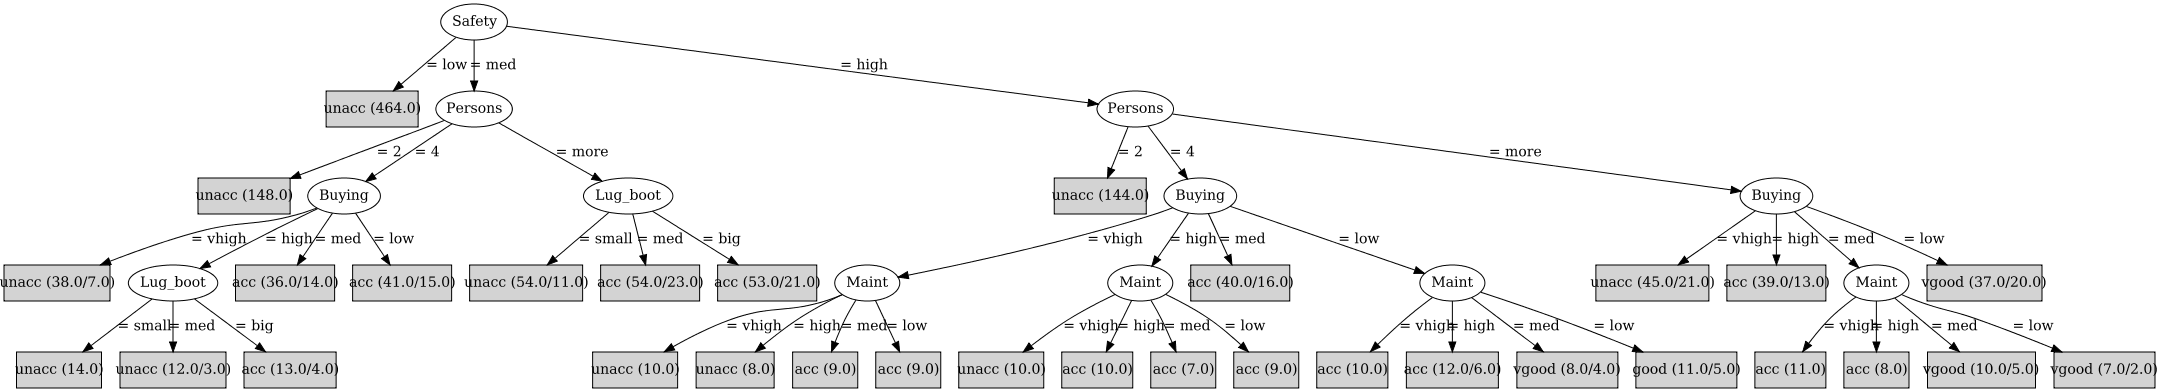 Safety
= low
= med
= high
unacc (464.0)
Persons
Persons
= 2
= 4
= more
= 2
= 4
= more
unacc (148.0)
Buying
Lug_boot
unacc (144.0)
Buying
Buying
= vhigh
= high
= med
= low
= small
= med
= big
= vhigh
= high
= med
= low
= vhigh
= high
= med
= low
unacc (38.0/7.0)
Lug_boot
acc (36.0/14.0)
acc (41.0/15.0)
unacc (54.0/11.0)
acc (54.0/23.0)
acc (53.0/21.0)
Maint
Maint
acc (40.0/16.0)
Maint
unacc (45.0/21.0)
acc (39.0/13.0)
Maint
vgood (37.0/20.0)
= small
= med
= big
= vhigh
= high
= med
= low
= vhigh
= high
= med
= low
= vhigh
= high
= med
= low
= vhigh
= high
= med
= low
unacc (14.0)
unacc (12.0/3.0)
acc (13.0/4.0)
unacc (10.0)
unacc (8.0)
acc (9.0)
acc (9.0)
unacc (10.0)
acc (10.0)
acc (7.0)
acc (9.0)
acc (10.0)
acc (12.0/6.0)
vgood (8.0/4.0)
good (11.0/5.0)
acc (11.0)
acc (8.0)
vgood (10.0/5.0)
vgood (7.0/2.0)